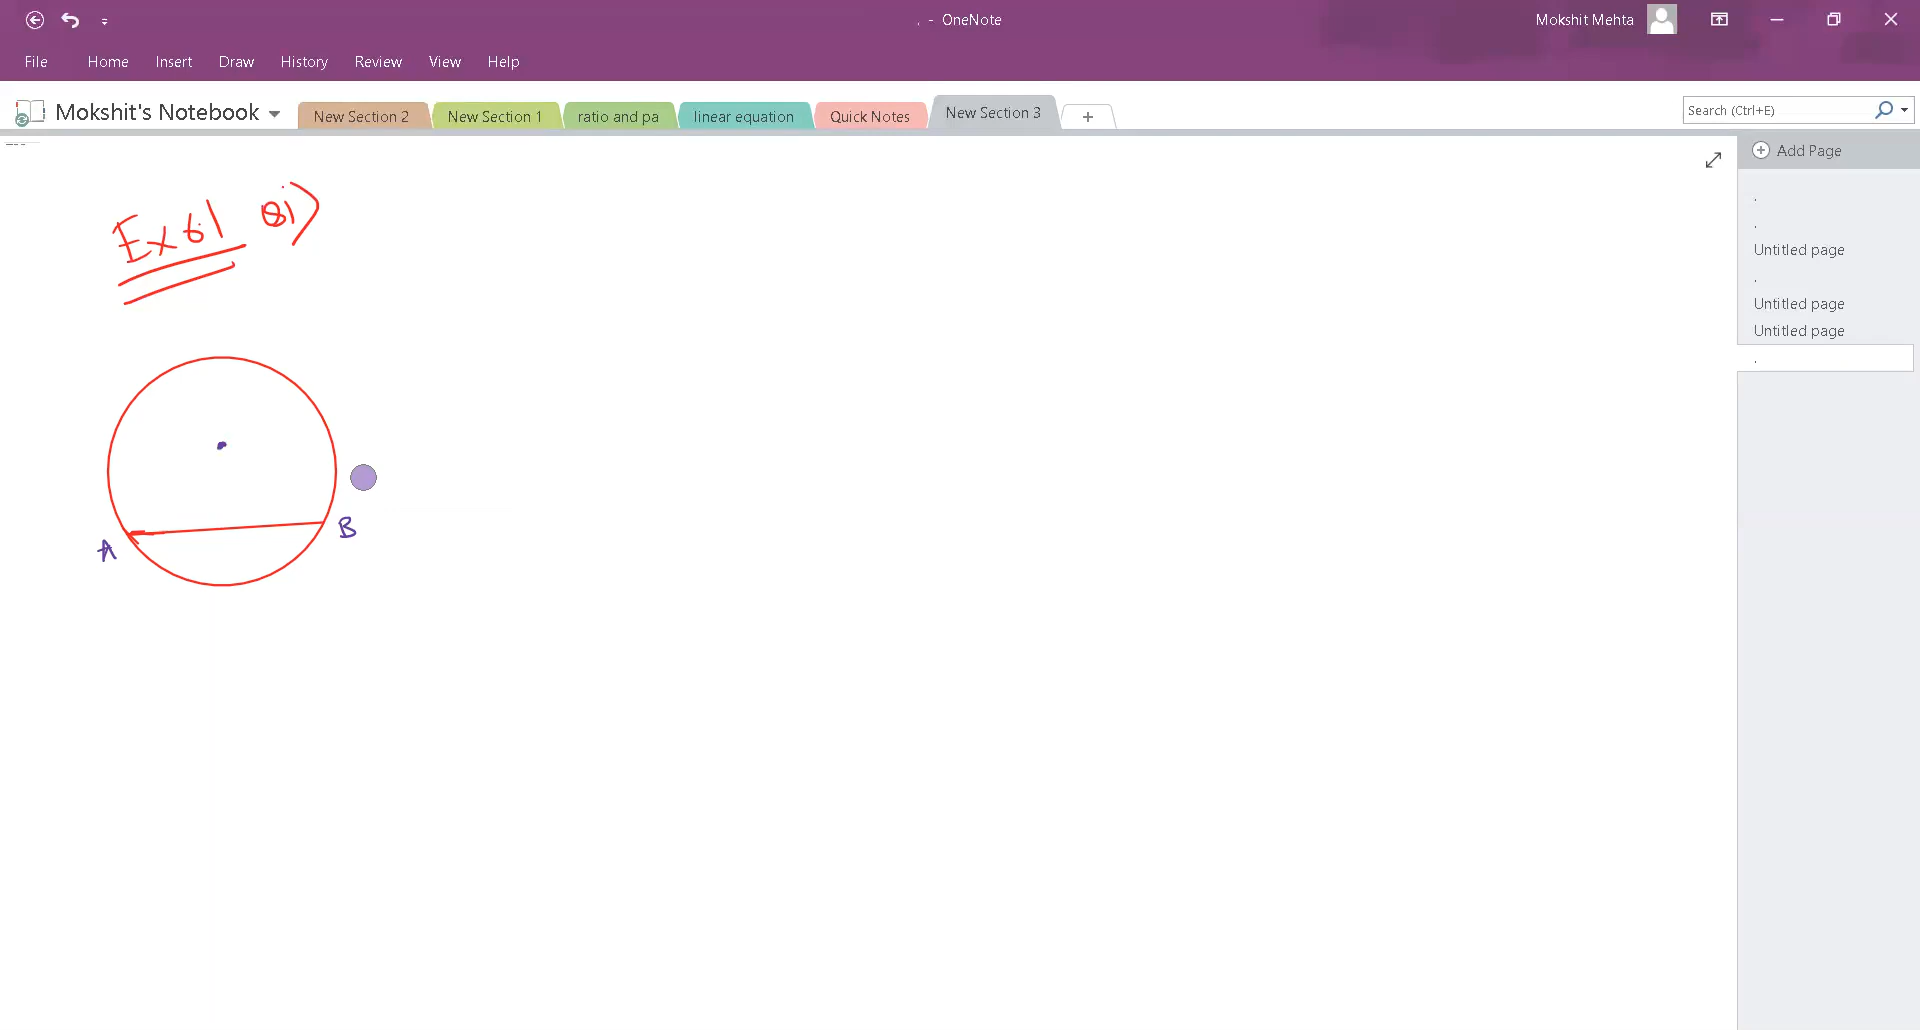 . - OneNote
Mokshit Mehta
File Home Insert Draw History Review View Help
Mokshit's Notebook
New Section 2 New Section 1 ratio and pa linear equation Quick Notes New Section 3 +
Search (Ctrl+E)
Add Page
.
.
Untitled page
.
Untitled page
Untitled page
.
Ex 6.1
A
B